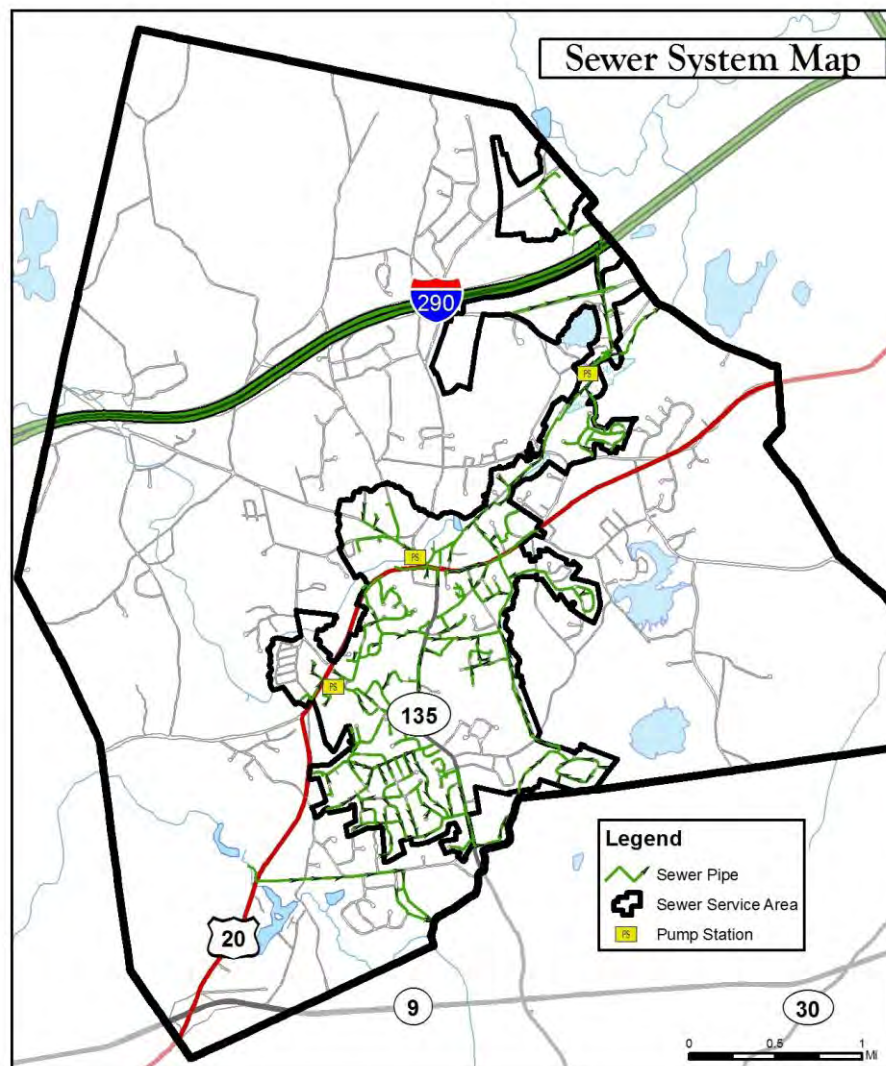 Sewer System Map
290
PS
PS
PS
135
20
9
30
Legend
Sewer Pipe
Sewer Service Area
PS
Pump Station
0
0.5
1
Mi